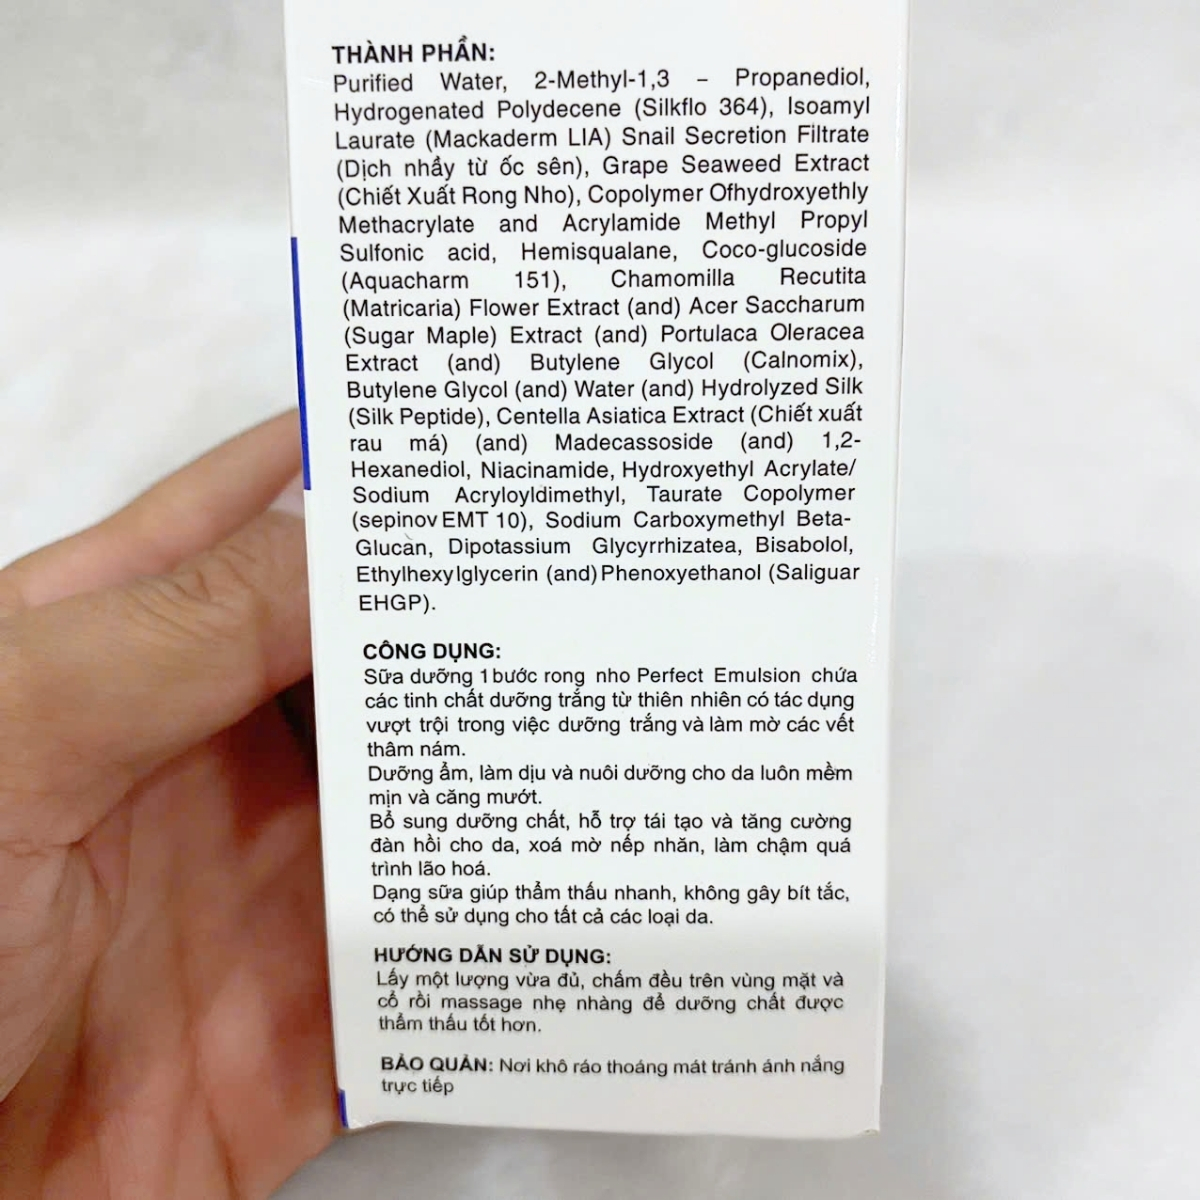 THÀNH PHẦN:
Purified Water, 2-Methyl-1,3 – Propanediol,
Hydrogenated Polydecene (Silkflo 364), Isoamyl
Laurate (Mackaderm LIA) Snail Secretion Filtrate
(Dịch nhầy từ ốc sên), Grape Seaweed Extract
(Chiết Xuất Rong Nho), Copolymer Ofhydroxyethly
Methacrylate and Acrylamide Methyl Propyl
Sulfonic acid, Hemisqualane, Coco-glucoside
(Aquacharm 151), Chamomilla Recutita
(Matricaria) Flower Extract (and) Acer Saccharum
(Sugar Maple) Extract (and) Portulaca Oleracea
Extract (and) Butylene Glycol (Calnomix),
Butylene Glycol (and) Water (and) Hydrolyzed Silk
(Silk Peptide), Centella Asiatica Extract (Chiết xuất
rau má) (and) Madecassoside (and) 1,2-
Hexanediol, Niacinamide, Hydroxyethyl Acrylate/
Sodium Acryloyldimethyl, Taurate Copolymer
(sepinov EMT 10), Sodium Carboxymethyl Beta-
Glucan, Dipotassium Glycyrrhizatea, Bisabolol,
Ethylhexylglycerin (and) Phenoxyethanol (Saliguar
EHGP).
CÔNG DỤNG:
Sữa dưỡng 1 bước rong nho Perfect Emulsion chứa
các tinh chất dưỡng trắng từ thiên nhiên có tác dụng
vượt trội trong việc dưỡng trắng và làm mờ các vết
thâm nám.
Dưỡng ẩm, làm dịu và nuôi dưỡng cho da luôn mềm
mịn và căng mướt.
Bổ sung dưỡng chất, hỗ trợ tái tạo và tăng cường
đàn hồi cho da, xoá mờ nếp nhăn, làm chậm quá
trình lão hoá.
Dạng sữa giúp thẩm thấu nhanh, không gây bít tắc,
có thể sử dụng cho tất cả các loại da.
HƯỚNG DẪN SỬ DỤNG:
Lấy một lượng vừa đủ, chấm đều trên vùng mặt và
cổ rồi massage nhẹ nhàng để dưỡng chất được
thẩm thấu tốt hơn.
BẢO QUẢN: Nơi khô ráo thoáng mát tránh ánh nắng
trực tiếp